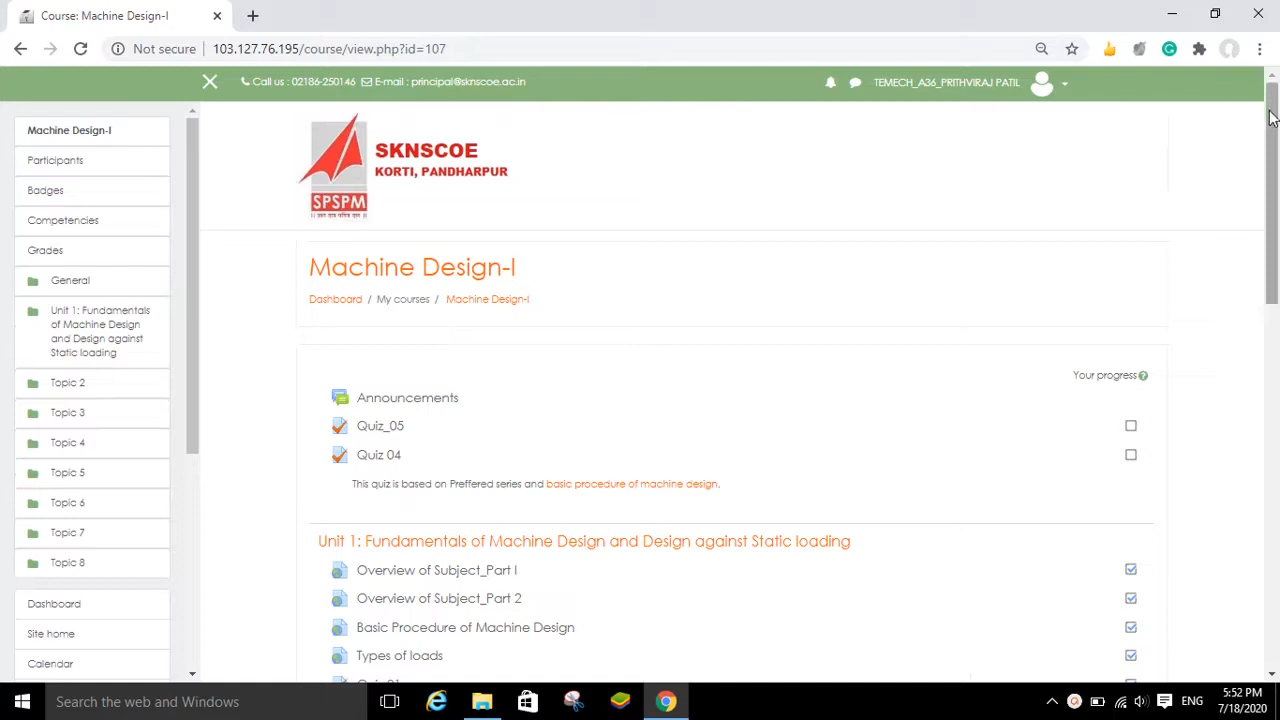 Course: Machine Design-I
Not secure
103.127.76.195/course/view.php?id=107
Call us : 02186-250146 E-mail : principal@sknscoe.ac.in
TEMECH_A36_PRITHVIRAJ PATIL
Machine Design-I
Participants
Badges
Competencies
Grades
General
Unit 1: Fundamentals
of Machine Design
and Design against
Static loading
Topic 2
Topic 3
Topic 4
Topic 5
Topic 6
Topic 7
Topic 8
Dashboard
Site home
Calendar
SKNSCOE
KORTI, PANDHARPUR
SPSPM
Machine Design-I
Dashboard / My courses / Machine Design-I
Your progress
Announcements
Quiz_05
Quiz 04
This quiz is based on Preffered series and basic procedure of machine design.
Unit 1: Fundamentals of Machine Design and Design against Static loading
Overview of Subject_Part I
Overview of Subject_Part 2
Basic Procedure of Machine Design
Types of loads
Search the web and Windows
ENG
5:52 PM
7/18/2020